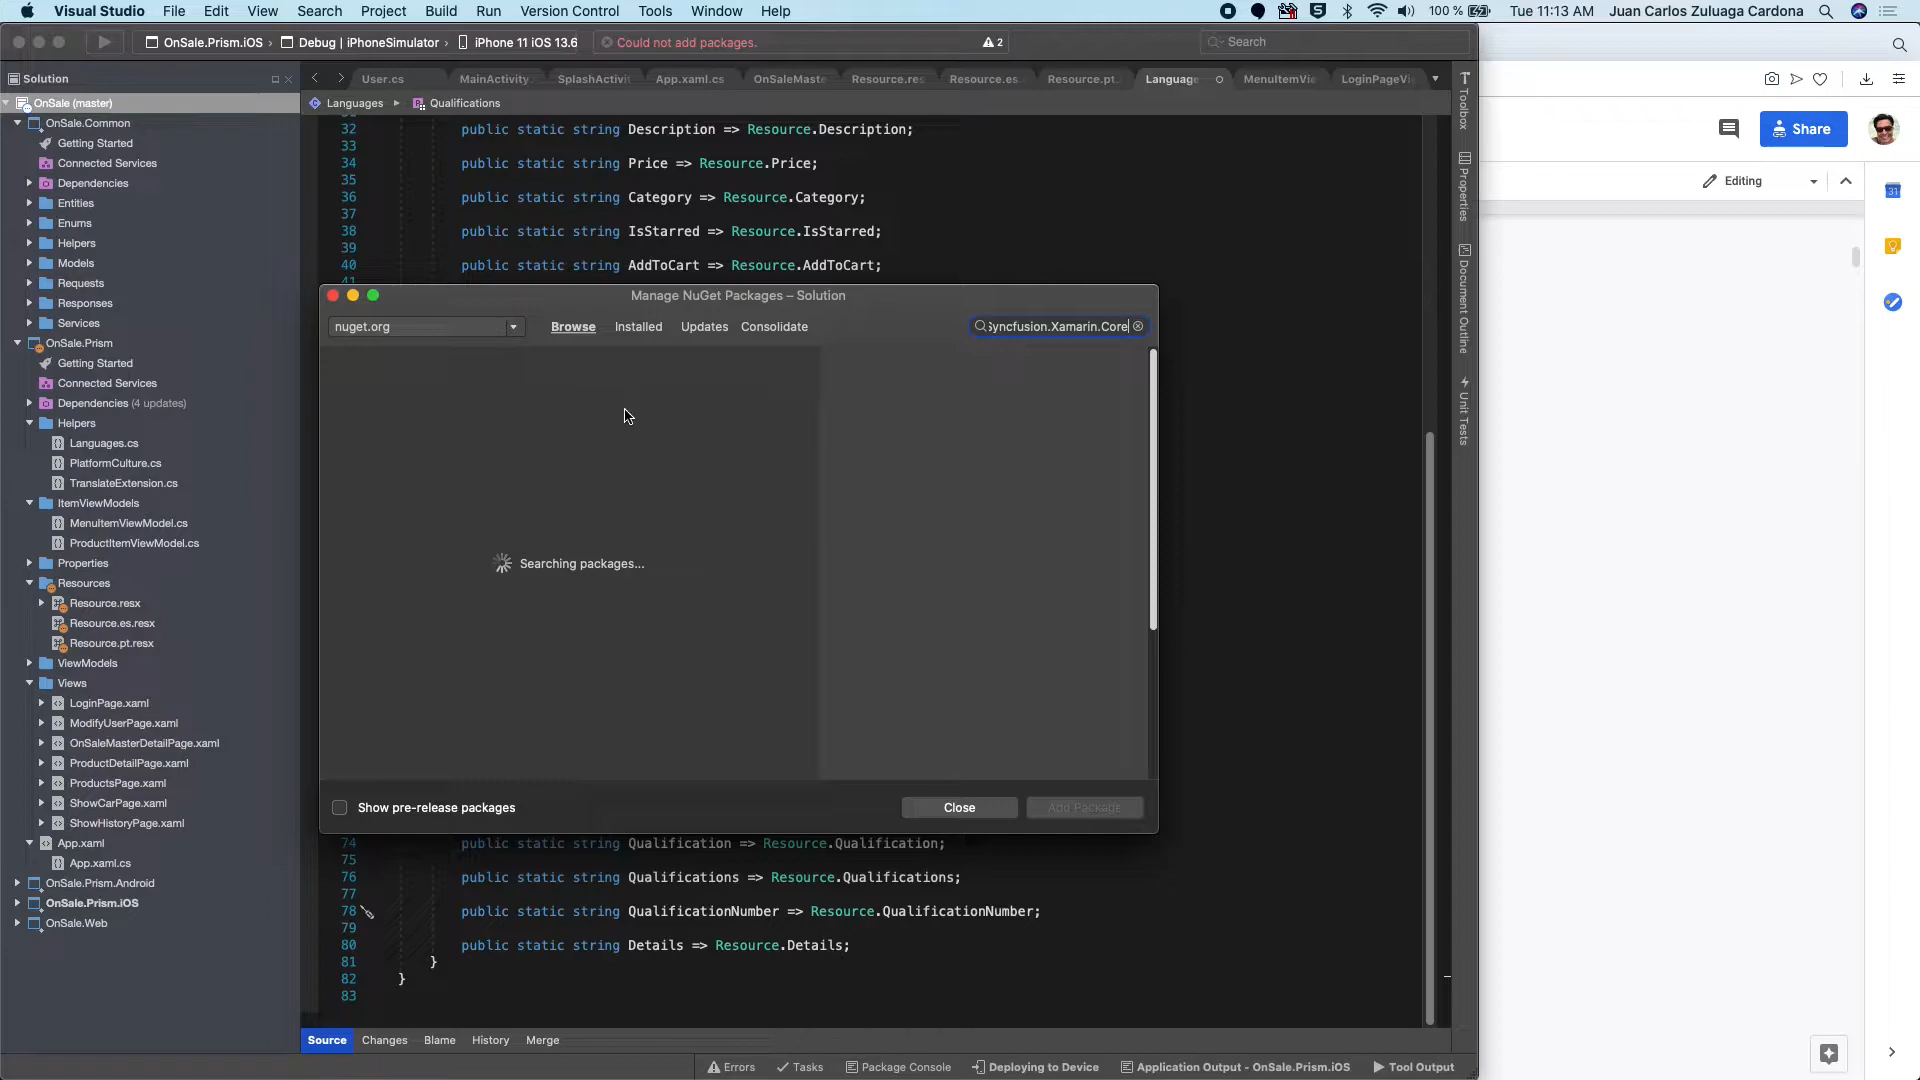 Visual Studio File Edit View Search Project Build Run Version Control Tools Window Help 100 % Tue 11:13 AM Juan Carlos Zuluaga Cardona
OnSale.Prism.iOS Debug | iPhoneSimulator iPhone 11 iOS 13.6 Could not add packages. 2 Search
Solution
User.cs MainActivity SplashActivi App.xaml.cs OnSaleMaste Resource.res Resource.es. Resource.pt. Language MenuItemVie LoginPageVi
OnSale (master)
Languages Qualifications
OnSale.Common
Getting Started
Connected Services
Dependencies
Entities
Enums
Helpers
Models
Requests
Responses
Services
OnSale.Prism
Getting Started
Connected Services
Dependencies (4 updates)
Helpers
Languages.cs
PlatformCulture.cs
TranslateExtension.cs
ItemViewModels
MenuItemViewModel.cs
ProductItemViewModel.cs
Properties
Resources
Resource.resx
Resource.es.resx
Resource.pt.resx
ViewModels
Views
LoginPage.xaml
ModifyUserPage.xaml
OnSaleMasterDetailPage.xaml
ProductDetailPage.xaml
ProductsPage.xaml
ShowCarPage.xaml
ShowHistoryPage.xaml
App.xaml
App.xaml.cs
OnSale.Prism.Android
OnSale.Prism.iOS
OnSale.Web
32 public static string Description => Resource.Description;
33
34 public static string Price => Resource.Price;
35
36 public static string Category => Resource.Category;
37
38 public static string IsStarred => Resource.IsStarred;
39
40 public static string AddToCart => Resource.AddToCart;
41
Manage NuGet Packages – Solution
nuget.org Browse Installed Updates Consolidate Syncfusion.Xamarin.Core
Searching packages...
Show pre-release packages Close Add Package
74 public static string Qualification => Resource.Qualification;
75
76 public static string Qualifications => Resource.Qualifications;
77
78 public static string QualificationNumber => Resource.QualificationNumber;
79
80 public static string Details => Resource.Details;
81 }
82 }
83
Source Changes Blame History Merge
Errors Tasks Package Console Deploying to Device Application Output - OnSale.Prism.iOS Tool Output
Toolbox
Properties
Document Outline
Unit Tests
Share
Editing
31